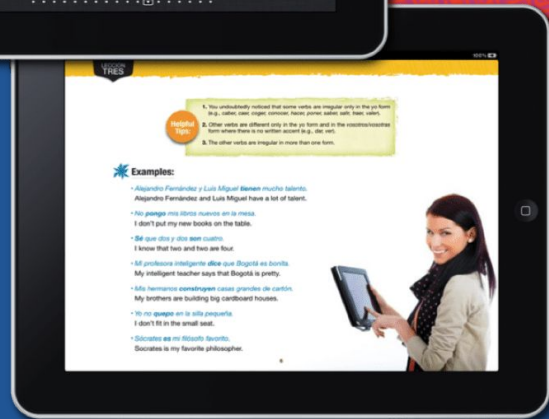 100%
LECCIÓN
TRES
Helpful
Tips:
1. You undoubtedly noticed that some verbs are irregular only in the yo form
(e.g., caber, caer, coger, conocer, hacer, poner, saber, salir, traer, valer).
2. Other verbs are different only in the yo form and in the vosotros/vosotras
form where there is no written accent (e.g., dar, ver).
3. The other verbs are irregular in more than one form.
Examples:
• Alejandro Fernández y Luis Miguel tienen mucho talento.
Alejandro Fernández and Luis Miguel have a lot of talent.
• No pongo mis libros nuevos en la mesa.
I don't put my new books on the table.
• Sé que dos y dos son cuatro.
I know that two and two are four.
• Mi profesora inteligente dice que Bogotá es bonita.
My intelligent teacher says that Bogotá is pretty.
• Mis hermanos construyen casas grandes de cartón.
My brothers are building big cardboard houses.
• Yo no quepo en la silla pequeña.
I don't fit in the small seat.
• Sócrates es mi filósofo favorito.
Socrates is my favorite philosopher.